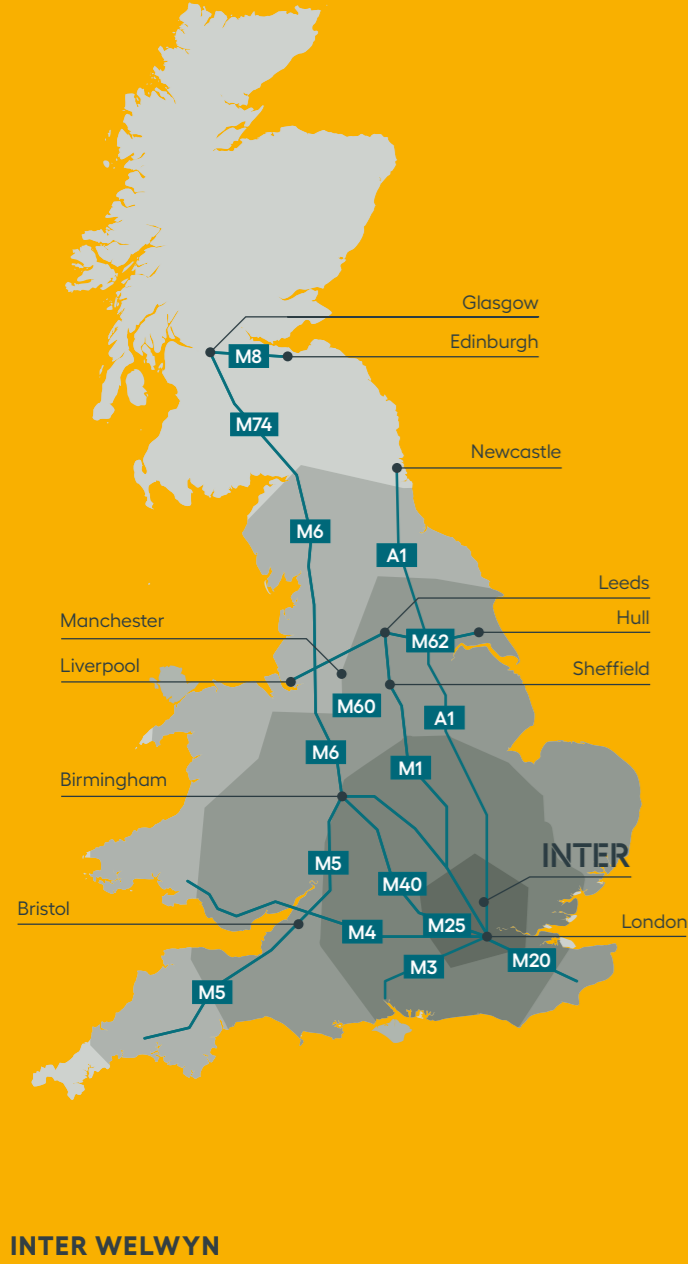 Glasgow
Edinburgh
M8
M74
Newcastle
M6
A1
Leeds
Manchester
Hull
M62
Liverpool
Sheffield
M60
A1
M6
M1
Birmingham
INTER
M5
M40
Bristol
London
M25
M4
M20
M3
M5
INTER WELWYN